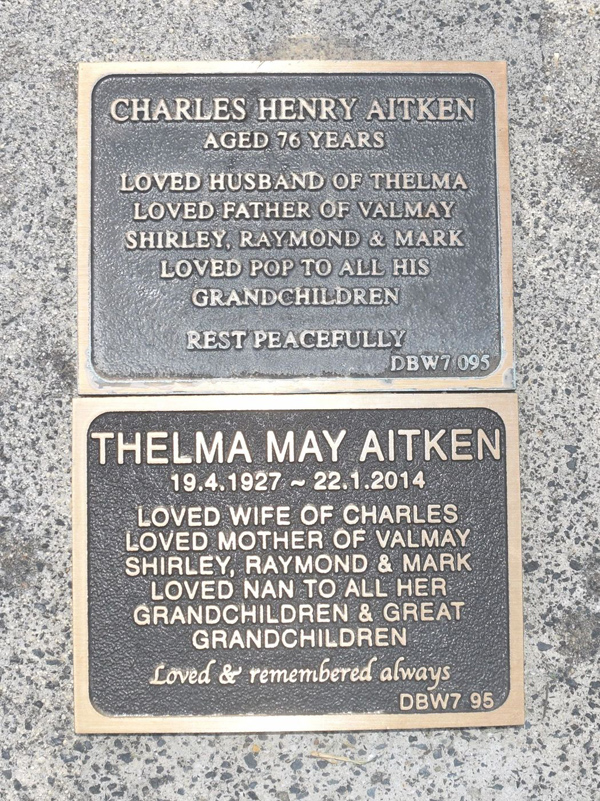 CHARLES HENRY AITKEN
AGED 76 YEARS
LOVED HUSBAND OF THELMA
LOVED FATHER OF VALMAY
SHIRLEY, RAYMOND & MARK
LOVED POP TO ALL HIS
GRANDCHILDREN
REST PEACEFULLY
DBW7 095
THELMA MAY AITKEN
19.4.1927 ~ 22.1.2014
LOVED WIFE OF CHARLES
LOVED MOTHER OF VALMAY
SHIRLEY, RAYMOND & MARK
LOVED NAN TO ALL HER
GRANDCHILDREN & GREAT
GRANDCHILDREN
Loved & remembered always
DBW7 95